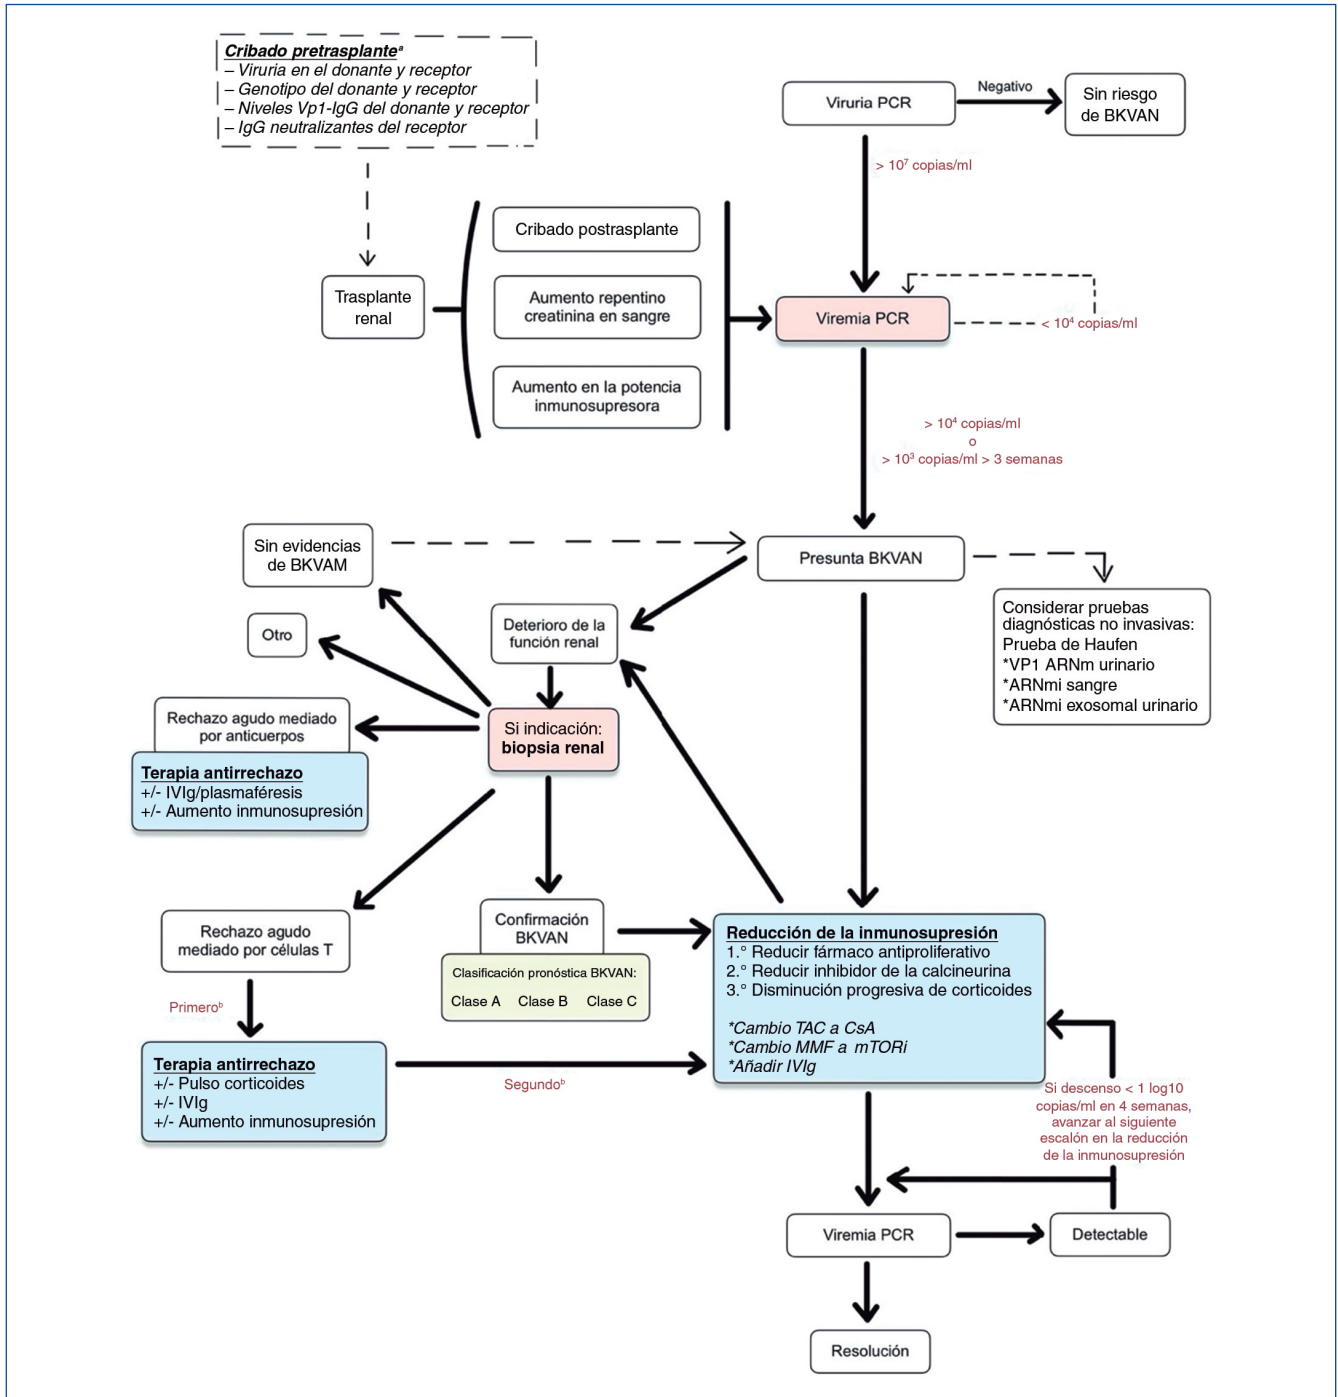 Cribado pretrasplanteᵃ
– Viruria en el donante y receptor
– Genotipo del donante y receptor
– Niveles Vp1-IgG del donante y receptor
– IgG neutralizantes del receptor
Viruria PCR
Negativo
Sin riesgo
de BKVAN
> 10⁷ copias/ml
Trasplante
renal
Cribado postrasplante
Aumento repentino
creatinina en sangre
Aumento en la potencia
inmunosupresora
Viremia PCR
< 10⁴ copias/ml
> 10⁴ copias/ml
o
> 10³ copias/ml > 3 semanas
Sin evidencias
de BKVAM
Presunta BKVAN
Considerar pruebas
diagnósticas no invasivas:
Prueba de Haufen
*VP1 ARNm urinario
*ARNmi sangre
*ARNmi exosomal urinario
Otro
Deterioro de la
función renal
Rechazo agudo mediado
por anticuerpos
Terapia antirrechazo
+/- IVIg/plasmaféresis
+/- Aumento inmunosupresión
Si indicación:
biopsia renal
Rechazo agudo
mediado por células T
Primeroᵇ
Terapia antirrechazo
+/- Pulso corticoides
+/- IVIg
+/- Aumento inmunosupresión
Segundoᵇ
Confirmación
BKVAN
Clasificación pronóstica BKVAN:
Clase A Clase B Clase C
Reducción de la inmunosupresión
1.° Reducir fármaco antiproliferativo
2.° Reducir inhibidor de la calcineurina
3.° Disminución progresiva de corticoides
*Cambio TAC a CsA
*Cambio MMF a mTORi
*Añadir IVIg
Si descenso < 1 log10
copias/ml en 4 semanas,
avanzar al siguiente
escalón en la reducción
de la inmunosupresión
Viremia PCR
Detectable
Resolución